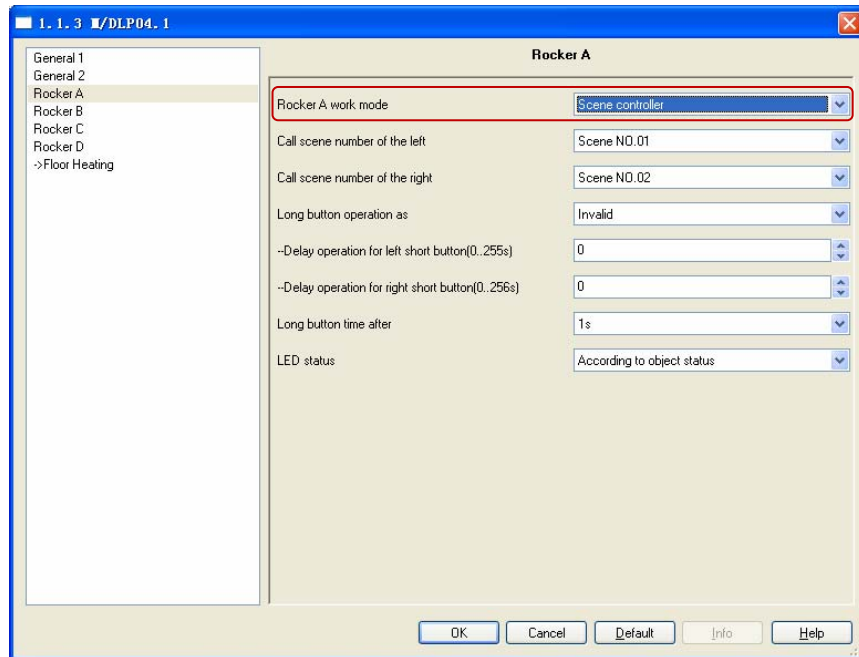 1.1.3 M/DLP04.1
General 1
General 2
Rocker A
Rocker B
Rocker C
Rocker D
->Floor Heating
Rocker A
Rocker A work mode Scene controller
Call scene number of the left Scene NO.01
Call scene number of the right Scene NO.02
Long button operation as Invalid
--Delay operation for left short button(0..255s) 0
--Delay operation for right short button(0..256s) 0
Long button time after 1s
LED status According to object status
OK Cancel Default Info Help